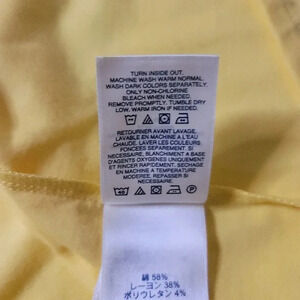 TURN INSIDE OUT.
MACHINE WASH WARM NORMAL.
WASH DARK COLORS SEPARATELY.
ONLY NON-CHLORINE
BLEACH WHEN NEEDED.
REMOVE PROMPTLY. TUMBLE DRY
LOW. IRON IF NEEDED.
RETOURNER AVANT LAVAGE.
LAVABLE EN MACHINE A L'EAU
CHAUDE. LAVER LES COULEURS
FONCEES SEPAREMENT. SI
NECESSAIRE, BLANCHIMENT A BASE
D'AGENTS OXYGENES UNIQUEMENT.
RETIRER RAPIDEMENT. SECHAGE
EN MACHINE A TEMPERATURE
MODEREE. REPASSER SI
NECESSAIRE.
40
綿 58%
レーヨン 38%
ポリウレタン 4%